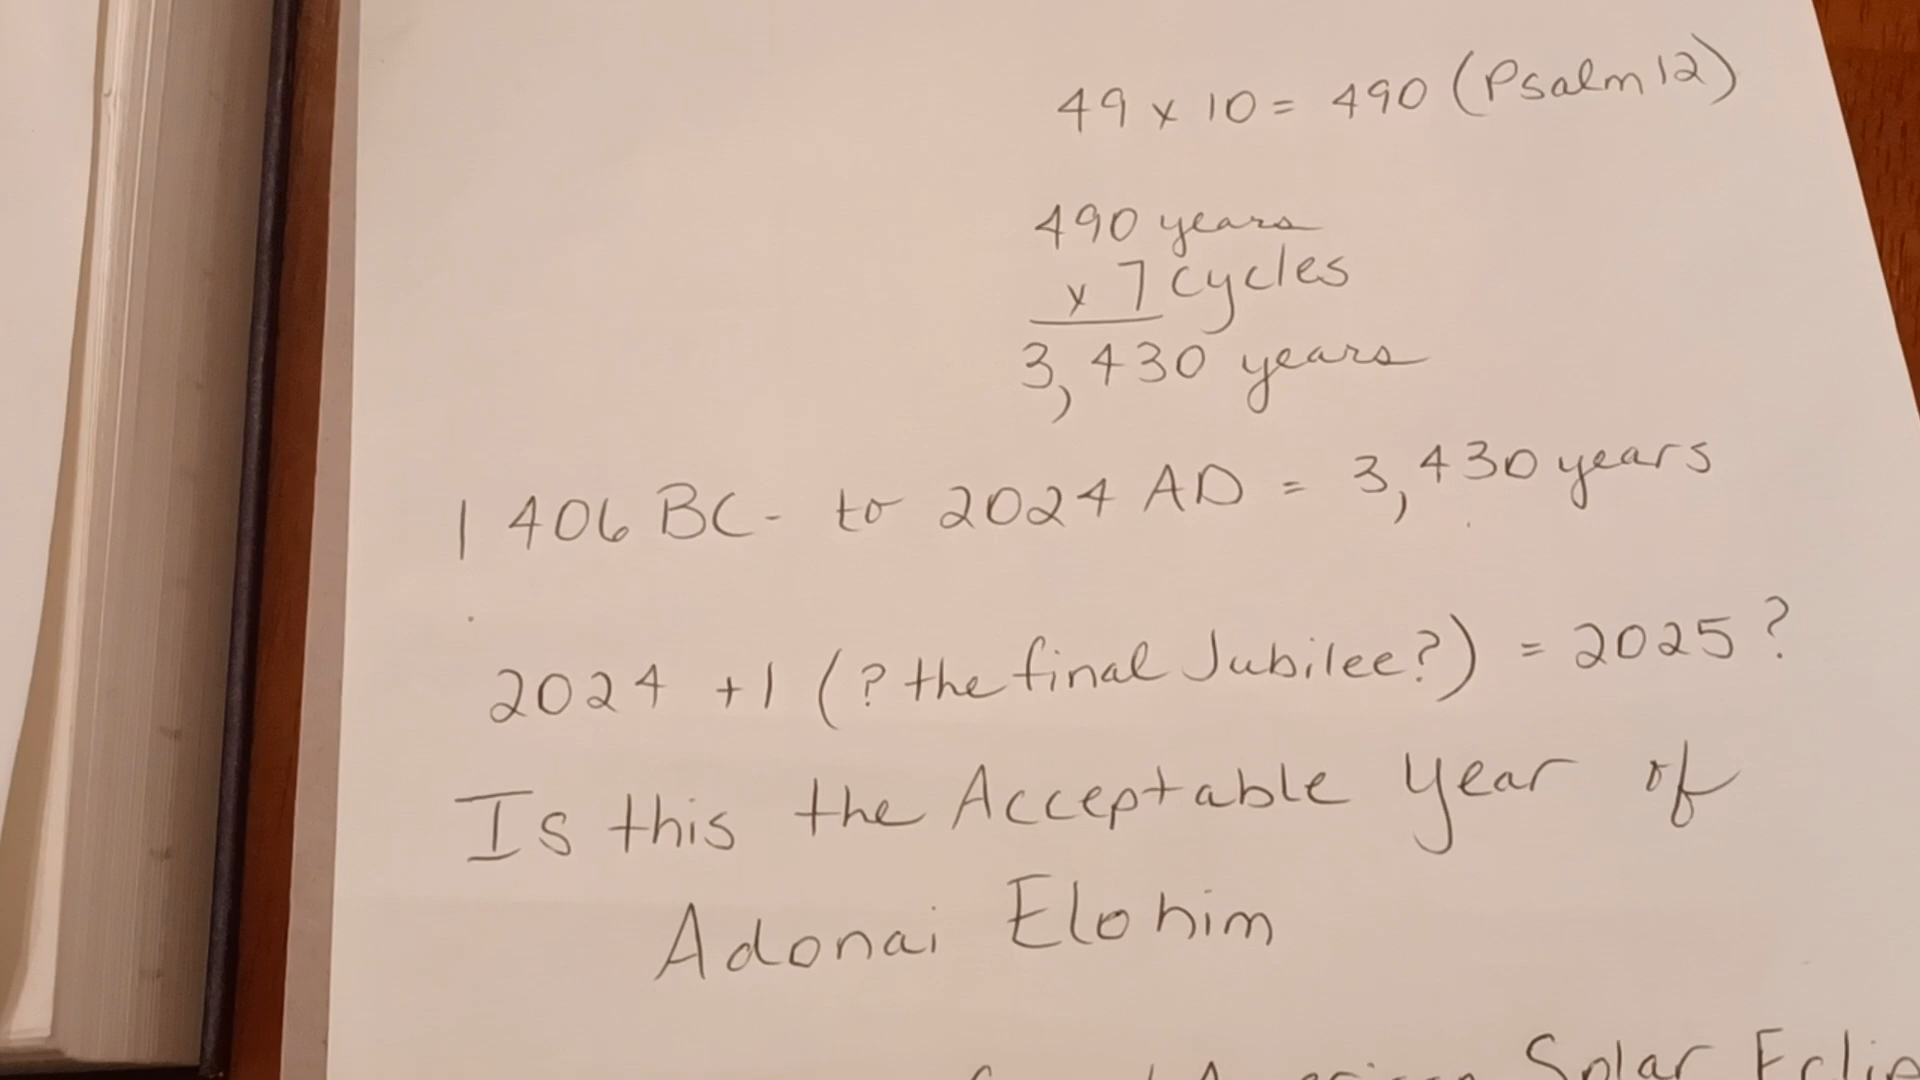 49 x 10 = 490 (Psalm 12)
490 years
x 7 cycles
3,430 years
1406 BC - to 2024 AD = 3,430 years
2024 +1 (? the final Jubilee?) = 2025?
Is this the Acceptable year of
Adonai Elohim
Solar